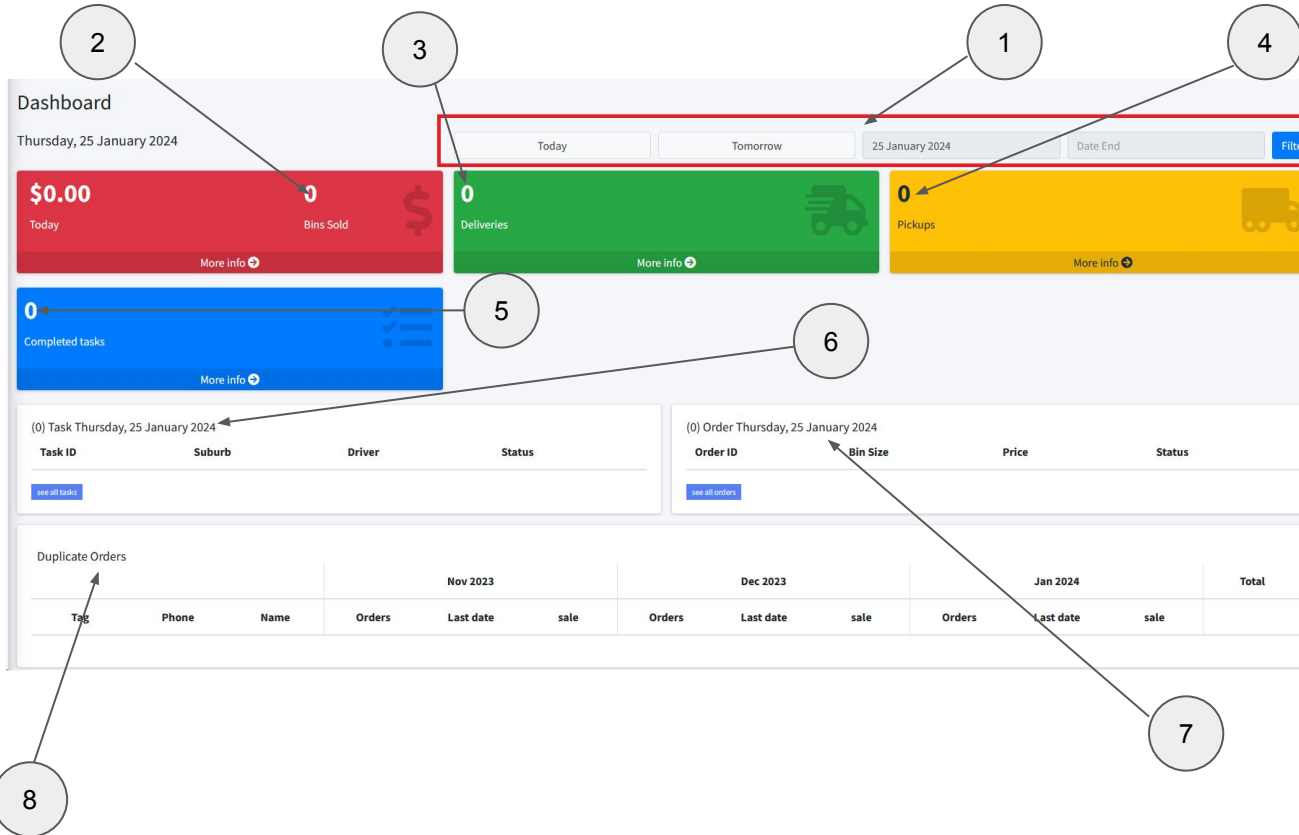 2
3
1
4
Dashboard
Thursday, 25 January 2024
Today Tomorrow 25 January 2024 Date End
$0.00 0
Today Bins Sold
More info
0
Deliveries
More info
0
Pickups
More info
0
Completed tasks
More info
5
6
(0) Task Thursday, 25 January 2024
Task ID Suburb Driver Status
see all tasks
(0) Order Thursday, 25 January 2024
Order ID Bin Size Price Status
see all orders
Duplicate Orders
Nov 2023 Dec 2023 Jan 2024 Total
Tag Phone Name Orders Last date sale Orders Last date sale Orders Last date sale
7
8